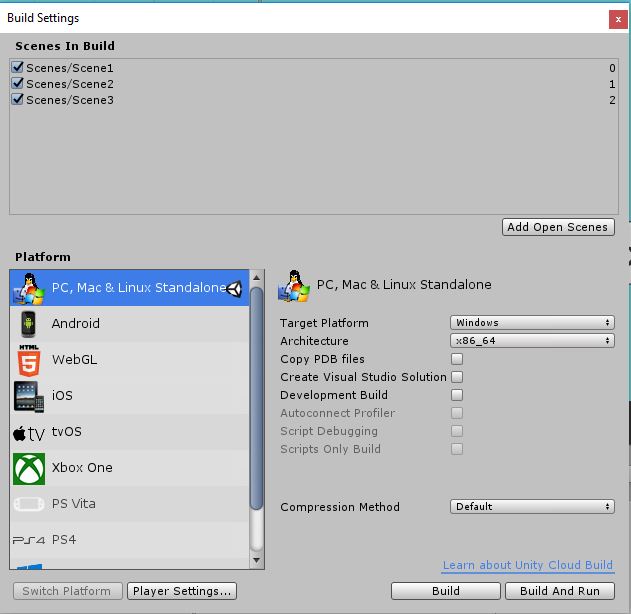 Build Settings
x
Scenes In Build
Scenes/Scene1 0
Scenes/Scene2 1
Scenes/Scene3 2
Add Open Scenes
Platform
PC, Mac & Linux Standalone
Android
HTML
5
WebGL
iOS
tv
tvOS
Xbox One
PS Vita
PS4
PS4
PC, Mac & Linux Standalone
Target Platform Windows
Architecture x86_64
Copy PDB files
Create Visual Studio Solution
Development Build
Autoconnect Profiler
Script Debugging
Scripts Only Build
Compression Method Default
Learn about Unity Cloud Build
Switch Platform
Player Settings...
Build
Build And Run